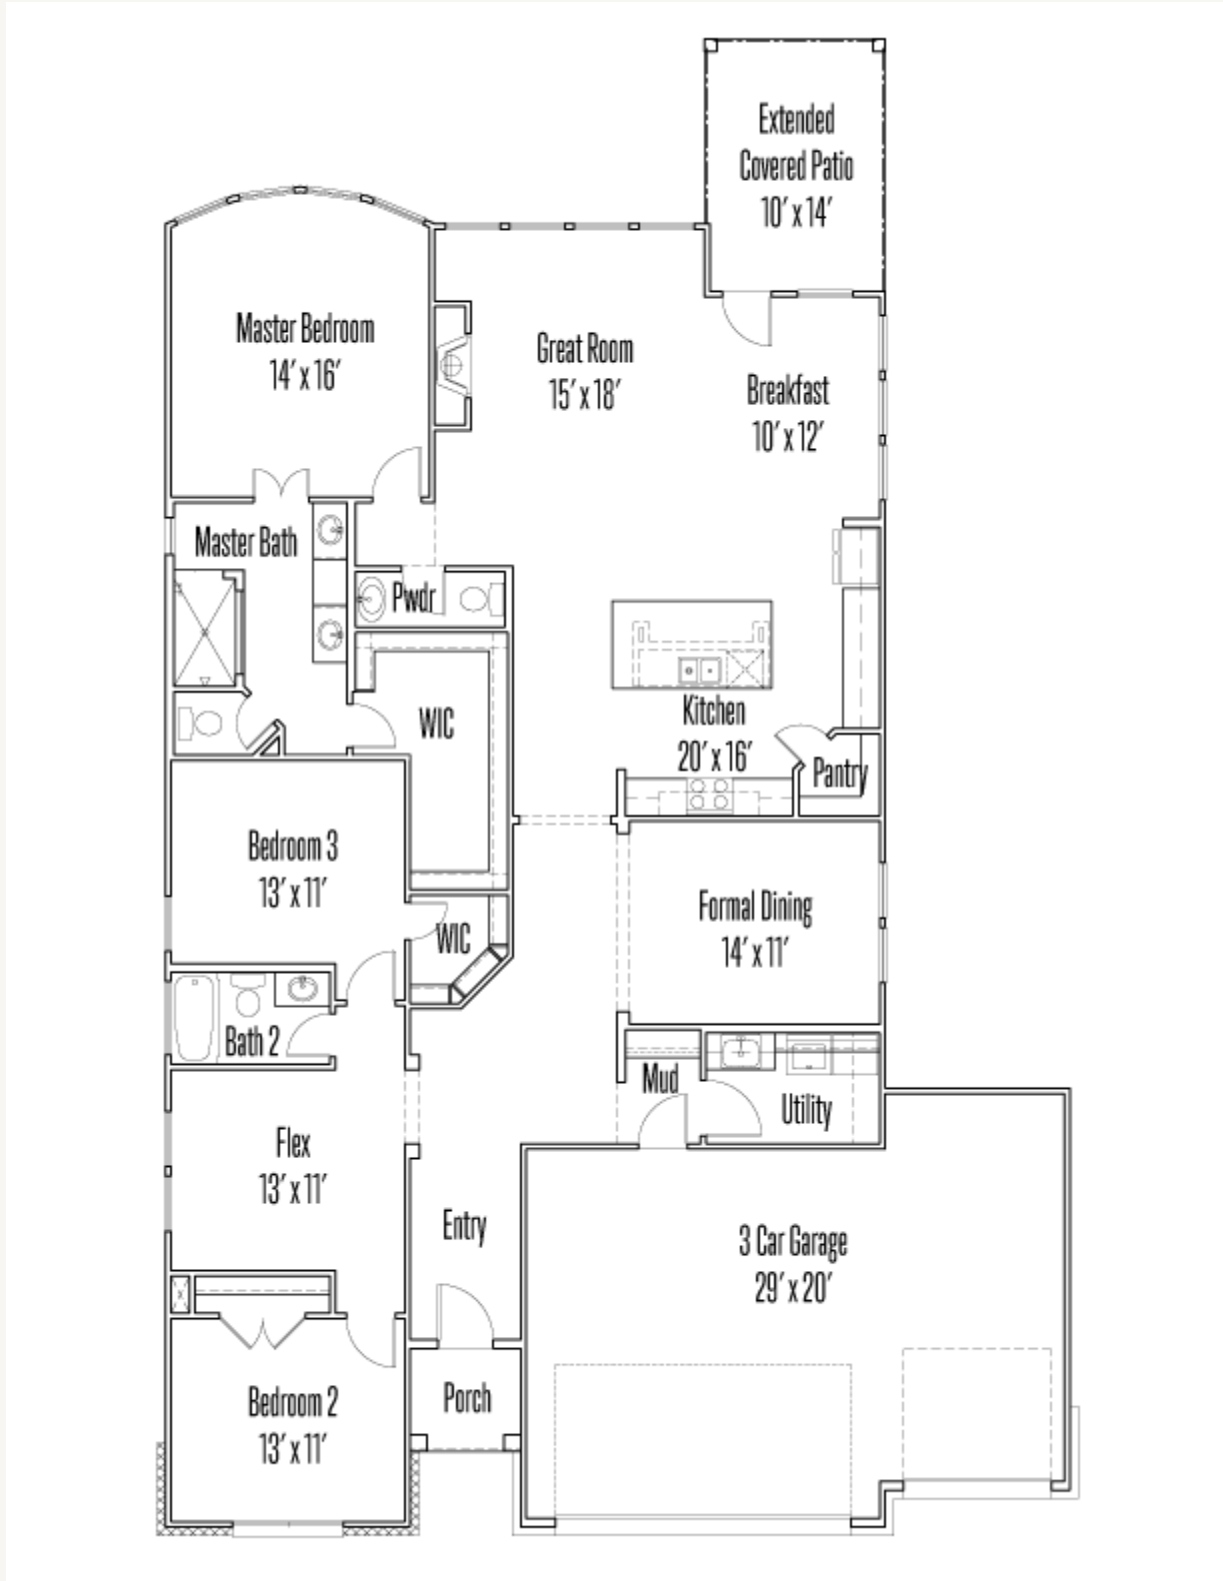 Extended
Covered Patio
10' x 14'
Master Bedroom
14' x 16'
Great Room
15' x 18'
Breakfast
10' x 12'
Master Bath
Pwdr
WIC
Kitchen
20' x 16'
Pantry
Bedroom 3
13' x 11'
WIC
Formal Dining
14' x 11'
Bath 2
Mud
Utility
Flex
13' x 11'
Entry
3 Car Garage
29' x 20'
Bedroom 2
13' x 11'
Porch